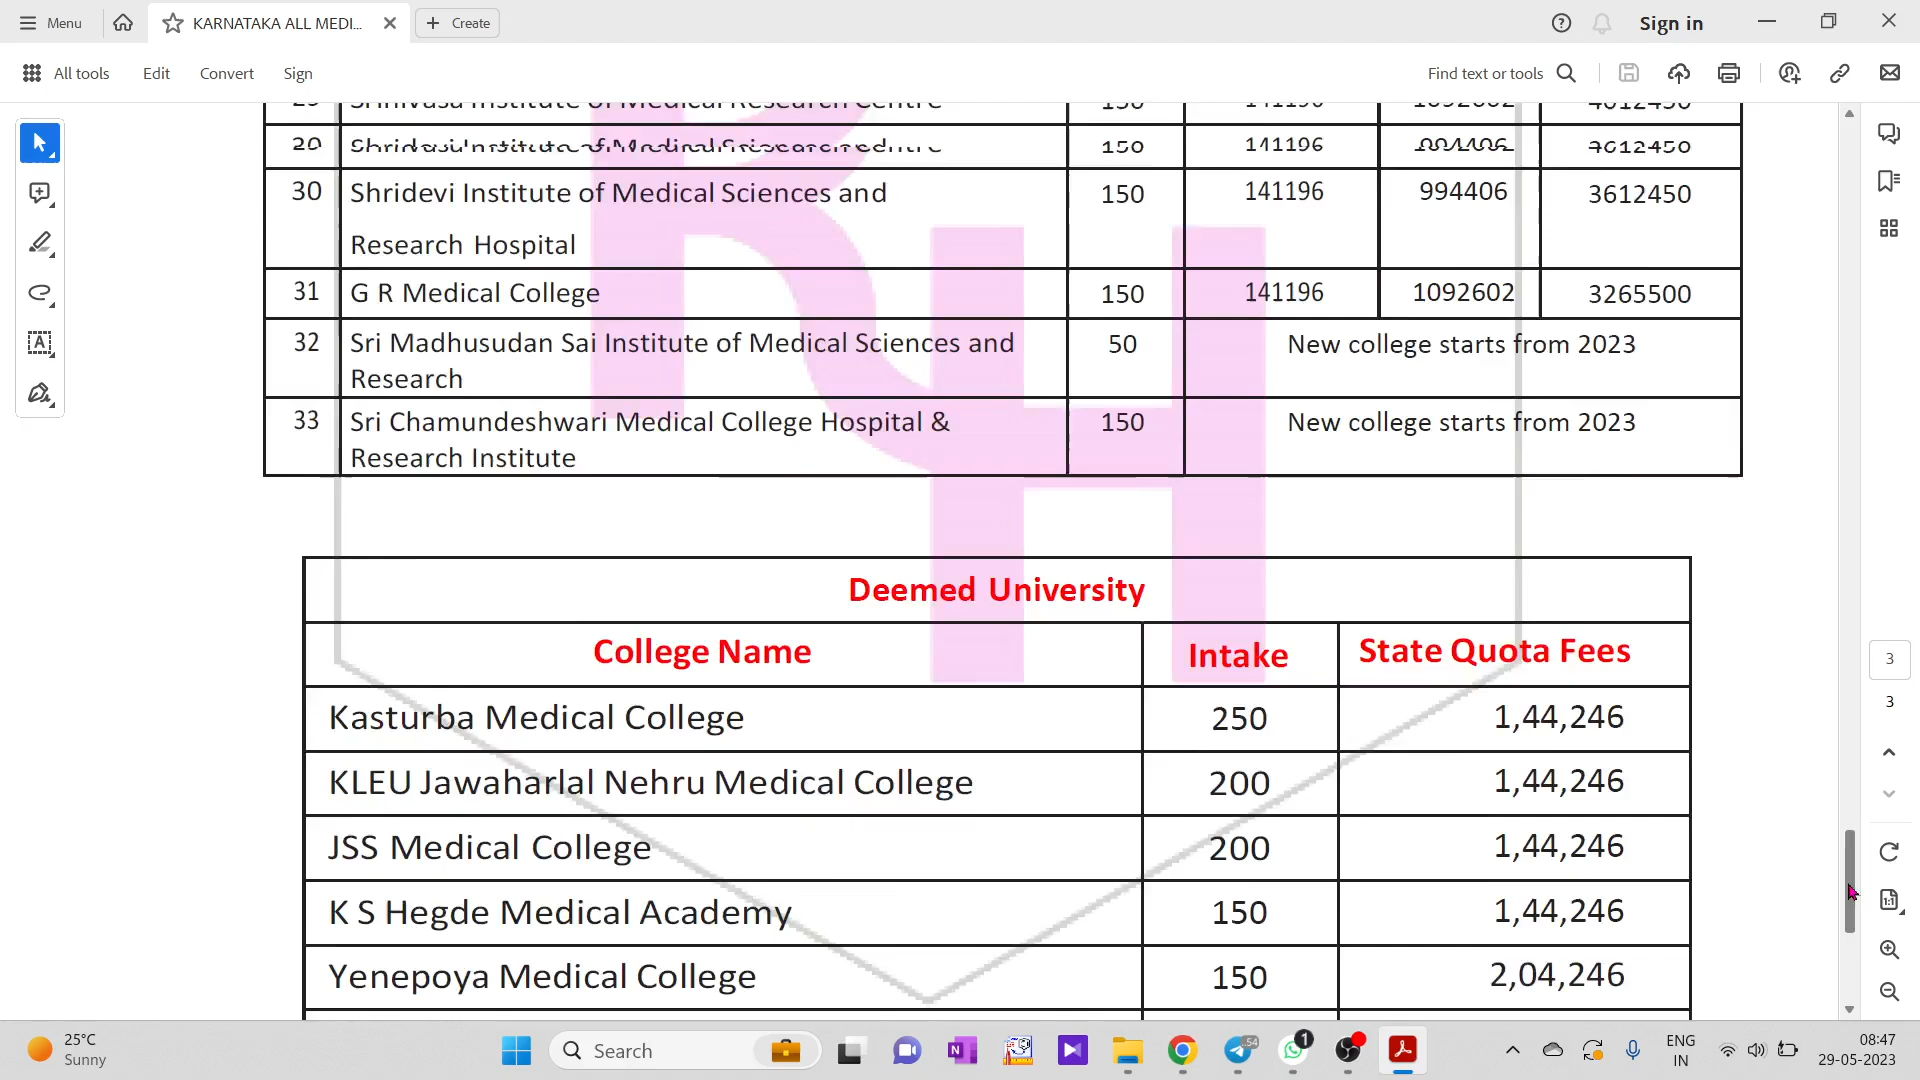 Menu
KARNATAKA ALL MEDI...
Create
Sign in
All tools
Edit
Convert
Sign
Find text or tools
30 Shridevi Institute of Medical Sciences and 150 141196 994406 3612450
Research Hospital
31 G R Medical College 150 141196 1092602 3265500
32 Sri Madhusudan Sai Institute of Medical Sciences and 50 New college starts from 2023
Research
33 Sri Chamundeshwari Medical College Hospital & 150 New college starts from 2023
Research Institute
Deemed University
College Name Intake State Quota Fees
Kasturba Medical College 250 1,44,246
KLEU Jawaharlal Nehru Medical College 200 1,44,246
JSS Medical College 200 1,44,246
K S Hegde Medical Academy 150 1,44,246
Yenepoya Medical College 150 2,04,246
3
3
25°C
Sunny
Search
54
1
ENG
IN
08:47
29-05-2023